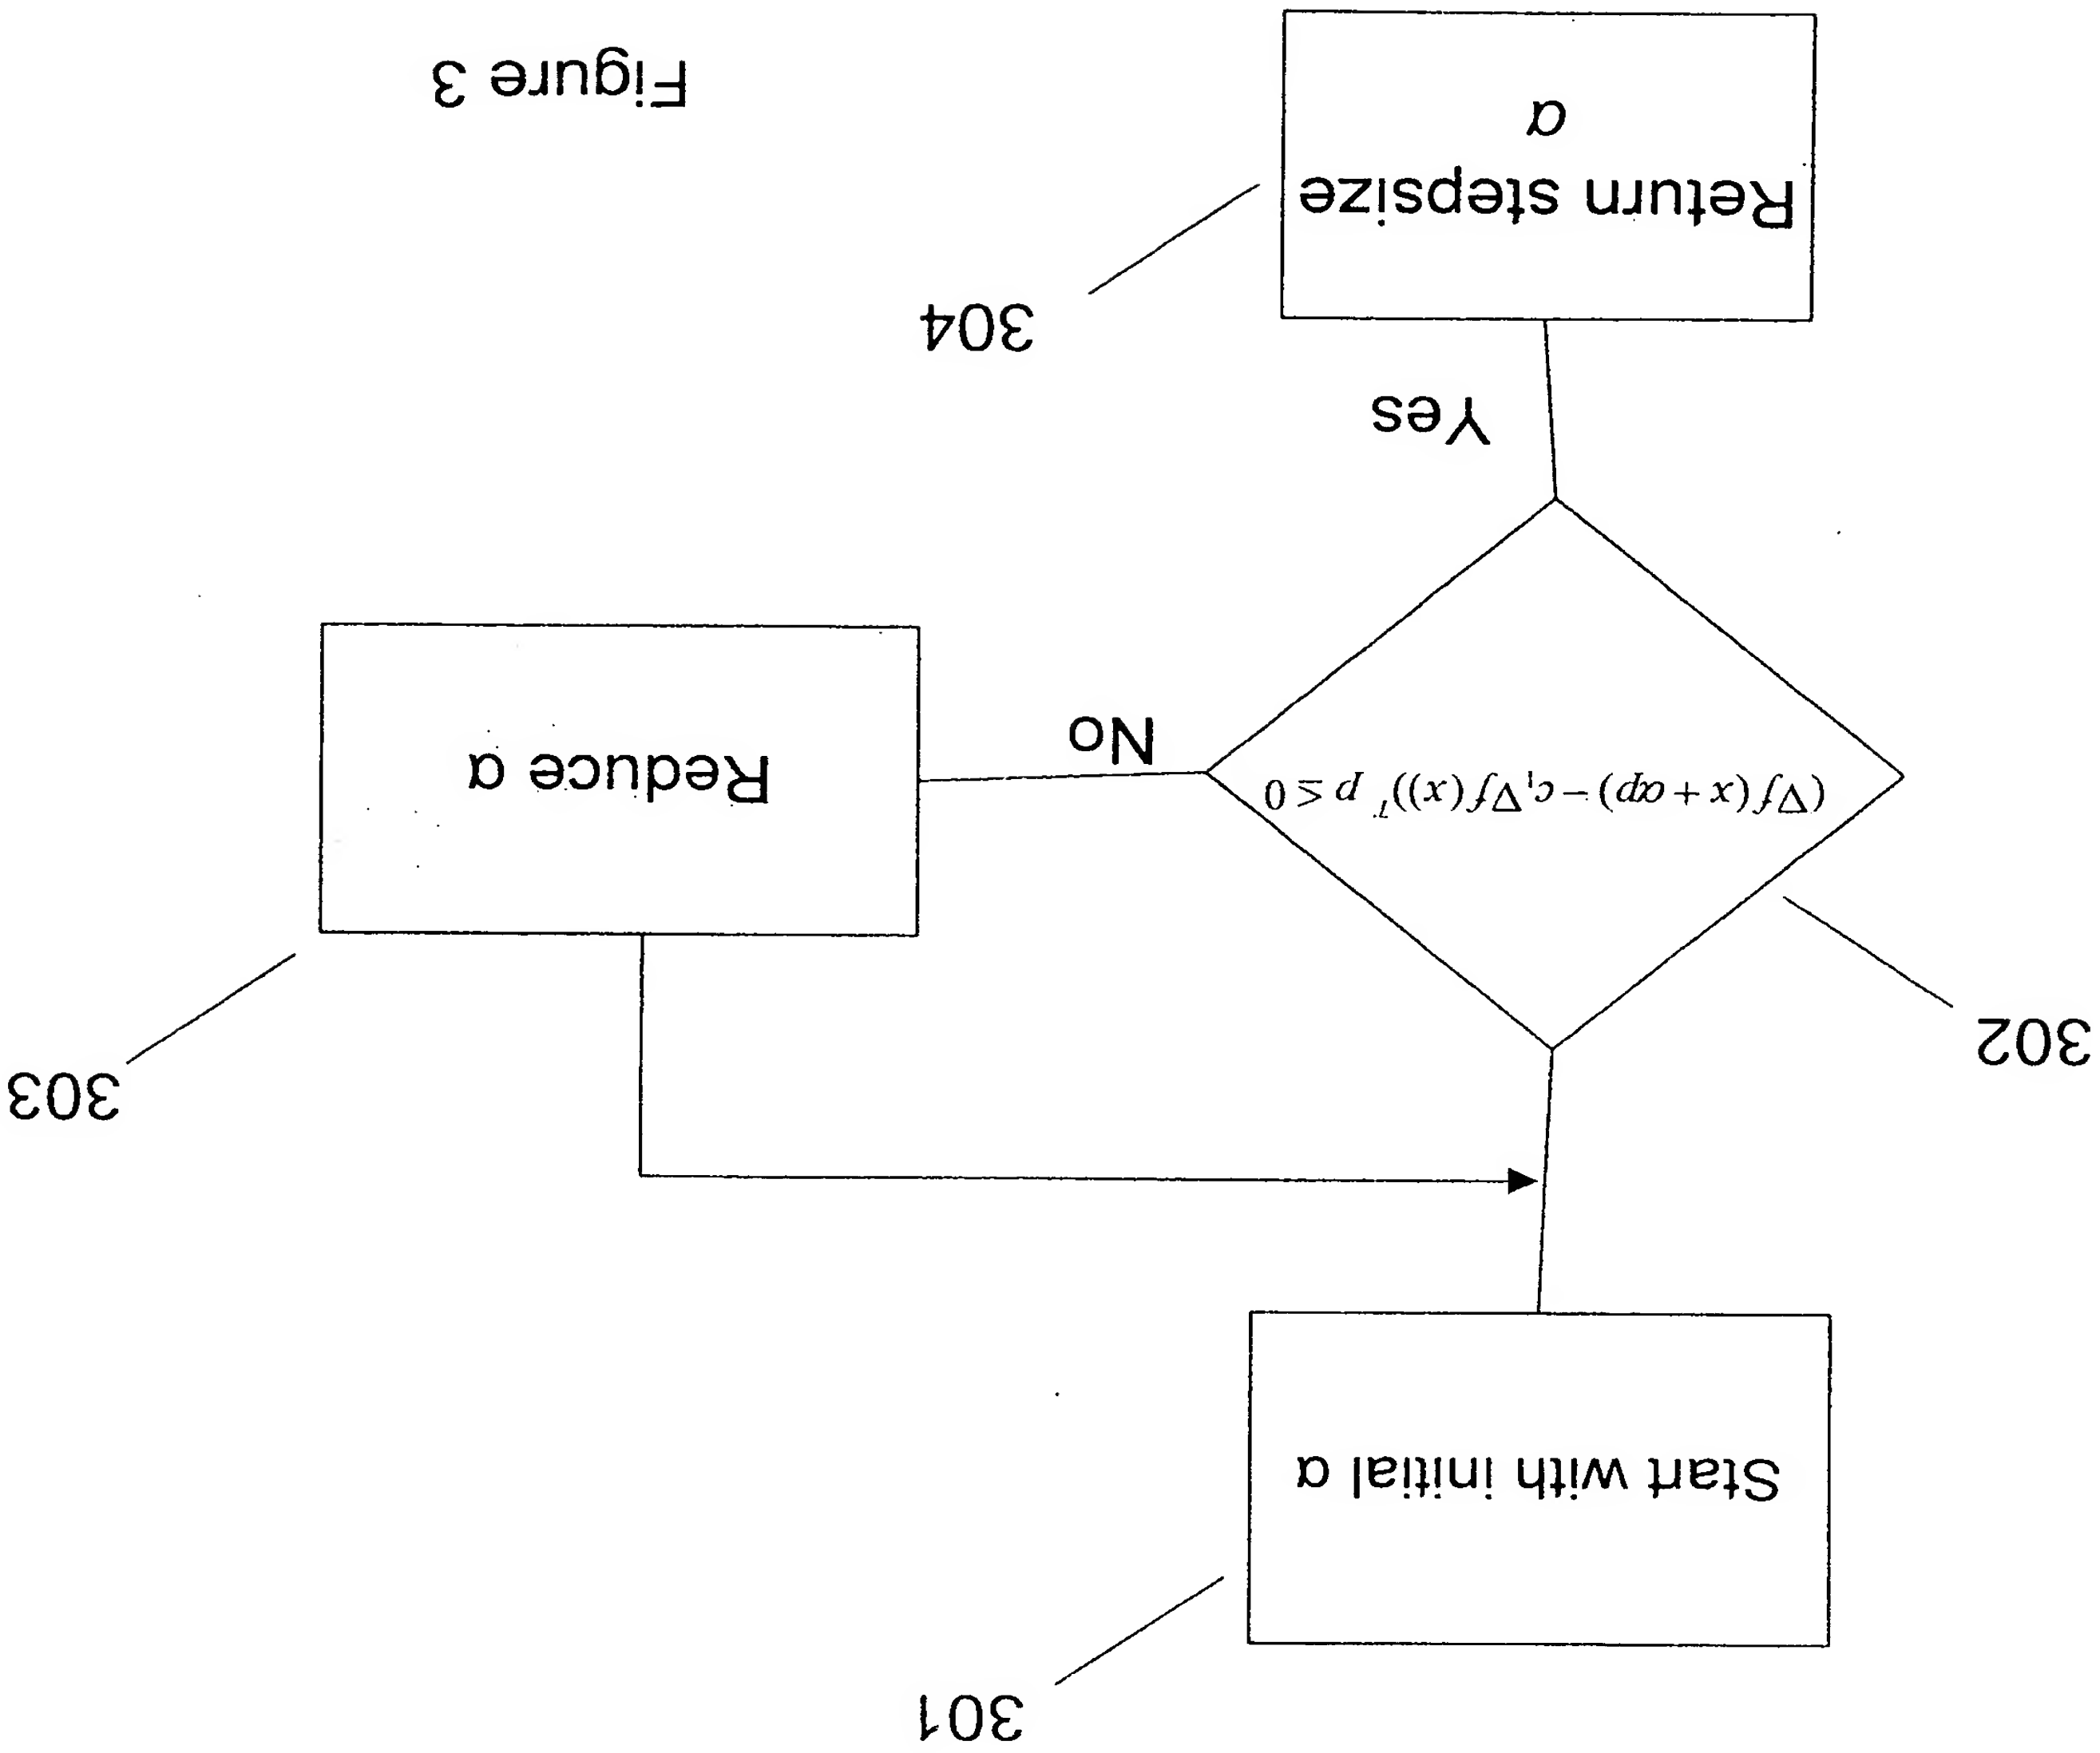 301
Start with initial α
302
(∇f(x + αp) − c₁∇f(x))ᵀ p ≤ 0
No
Reduce α
303
Yes
304
Return stepsize
α
Figure 3